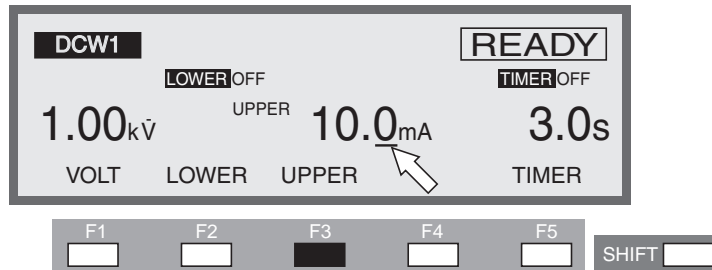 DCW1 READY
LOWER OFF TIMER OFF
1.00kV̄ UPPER 10.0mA 3.0s
VOLT LOWER UPPER TIMER
F1 F2 F3 F4 F5
SHIFT